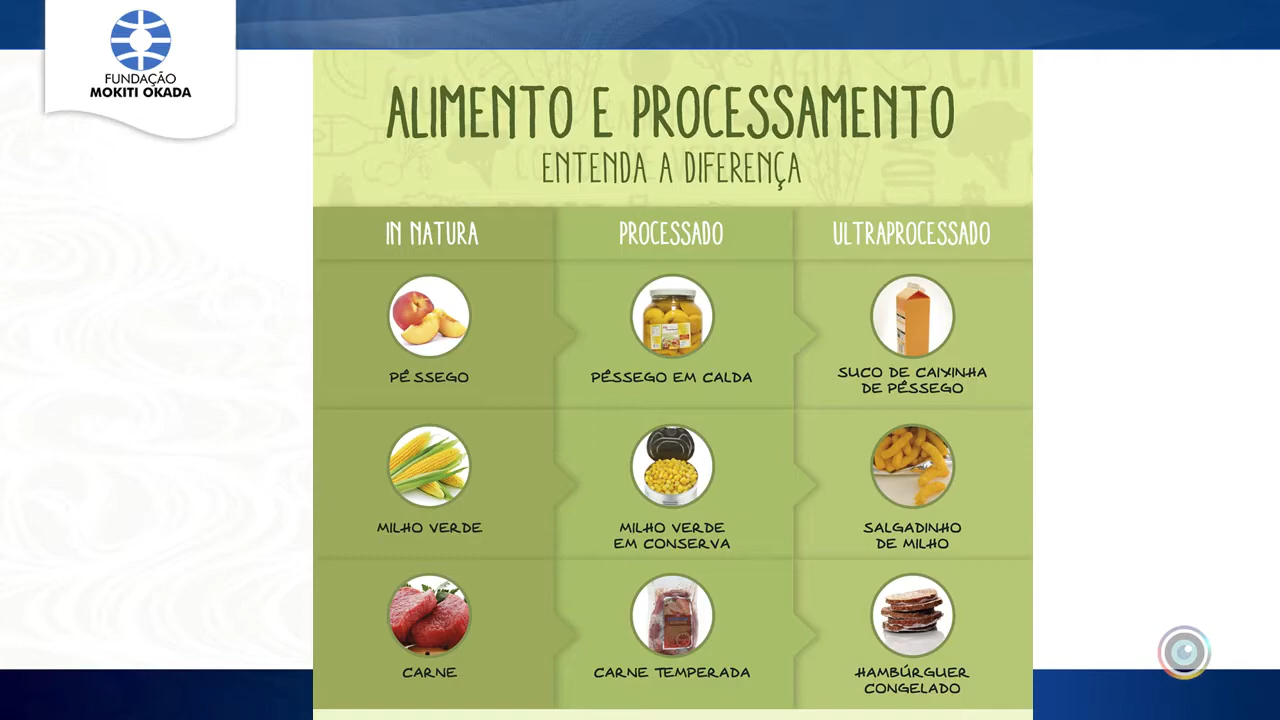 FUNDAÇÃO
MOKITI OKADA
ALIMENTO E PROCESSAMENTO
ENTENDA A DIFERENÇA
IN NATURA
PROCESSADO
ULTRAPROCESSADO
PÊSSEGO
PÊSSEGO EM CALDA
SUCO DE CAIXINHA
DE PÊSSEGO
MILHO VERDE
MILHO VERDE
EM CONSERVA
SALGADINHO
DE MILHO
CARNE
CARNE TEMPERADA
HAMBÚRGUER
CONGELADO